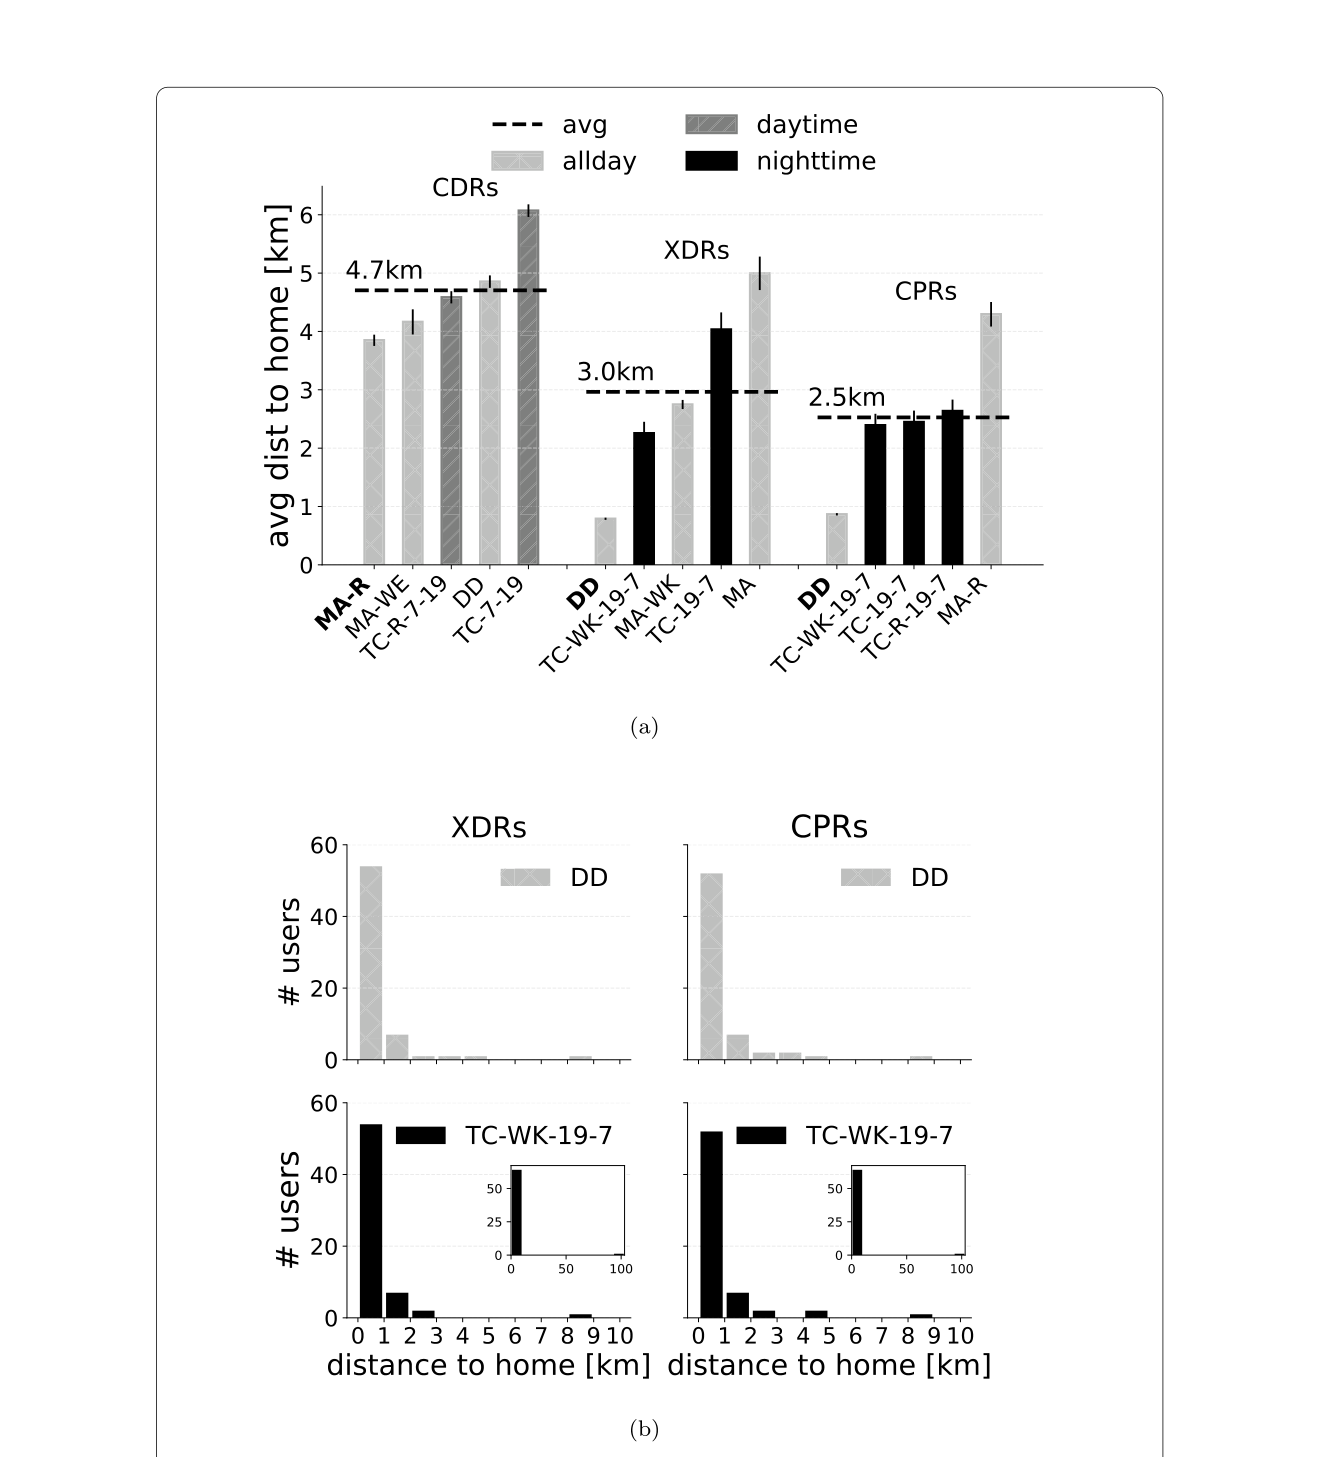 avg daytime
allday nighttime
CDRs
XDRs
CPRs
avg dist to home [km]
6
5
4
3
2
1
0
4.7km
3.0km
2.5km
MA-R MA-WE TC-R-7-19 DD TC-7-19 DD TC-WK-19-7 MA-WK TC-19-7 MA DD TC-WK-19-7 TC-19-7 TC-R-19-7 MA-R
(a)
XDRs CPRs
# users
60
40
20
0
DD DD
# users
60
40
20
0
TC-WK-19-7 TC-WK-19-7
50 50
25 25
0 0
0 50 100 0 50 100
0 1 2 3 4 5 6 7 8 9 10 0 1 2 3 4 5 6 7 8 9 10
distance to home [km] distance to home [km]
(b)